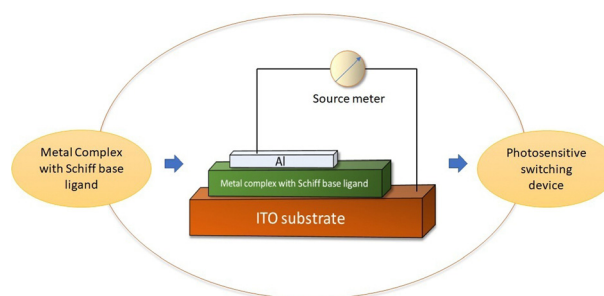 Source meter
Metal Complex
with Schiff base
ligand
Al
Metal complex with Schiff base ligand
ITO substrate
Photosensitive
switching
device